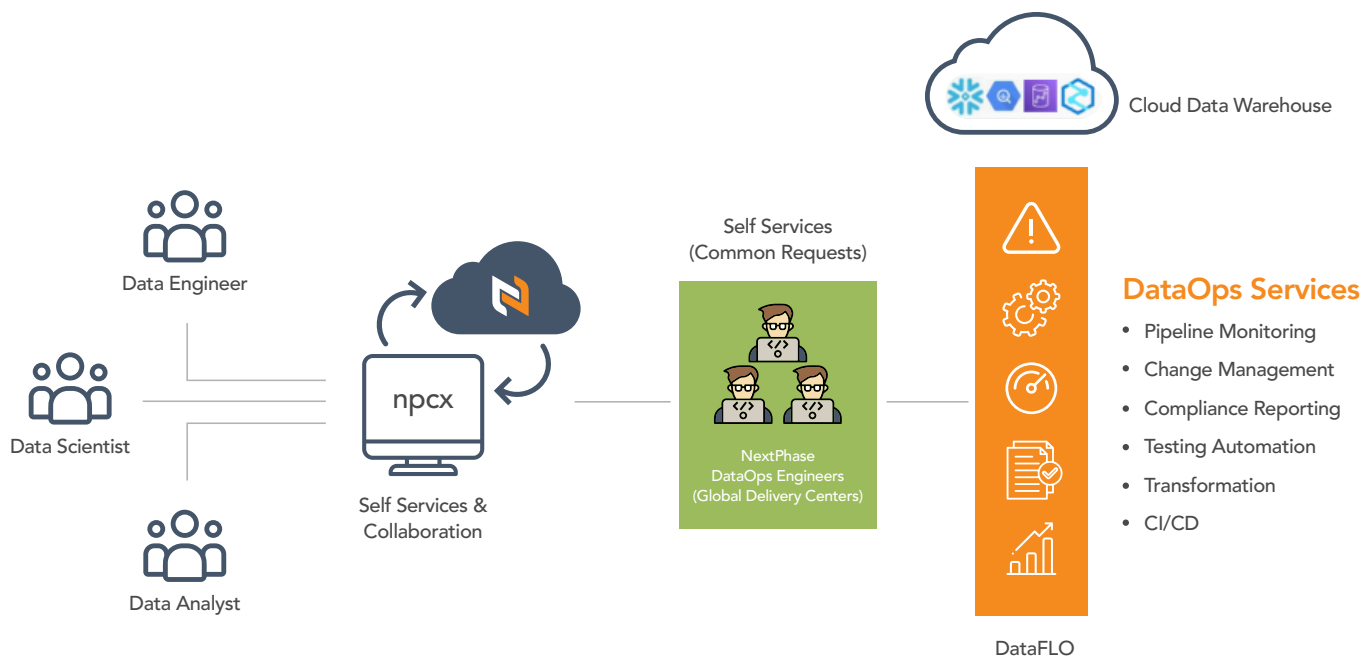 Cloud Data Warehouse
Data Engineer
Data Scientist
Data Analyst
npcx
Self Services &
Collaboration
Self Services
(Common Requests)
</>
</>
</>
NextPhase
DataOps Engineers
(Global Delivery Centers)
DataOps Services
• Pipeline Monitoring
• Change Management
• Compliance Reporting
• Testing Automation
• Transformation
• CI/CD
DataFLO